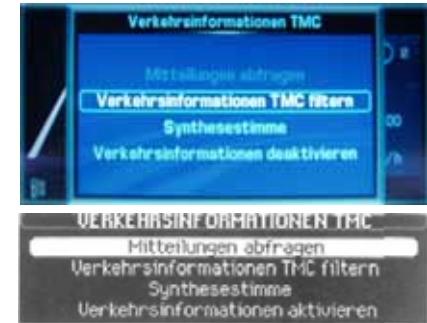 Verkehrsinformationen TMC
Mitteilungen abfragen
Verkehrsinformationen TMC filtern
Synthesestimme
Verkehrsinformationen deaktivieren
VERKEHRSINFORMATIONEN TMC
Mitteilungen abfragen
Verkehrsinformationen TMC filtern
Synthesestimme
Verkehrsinformationen aktivieren